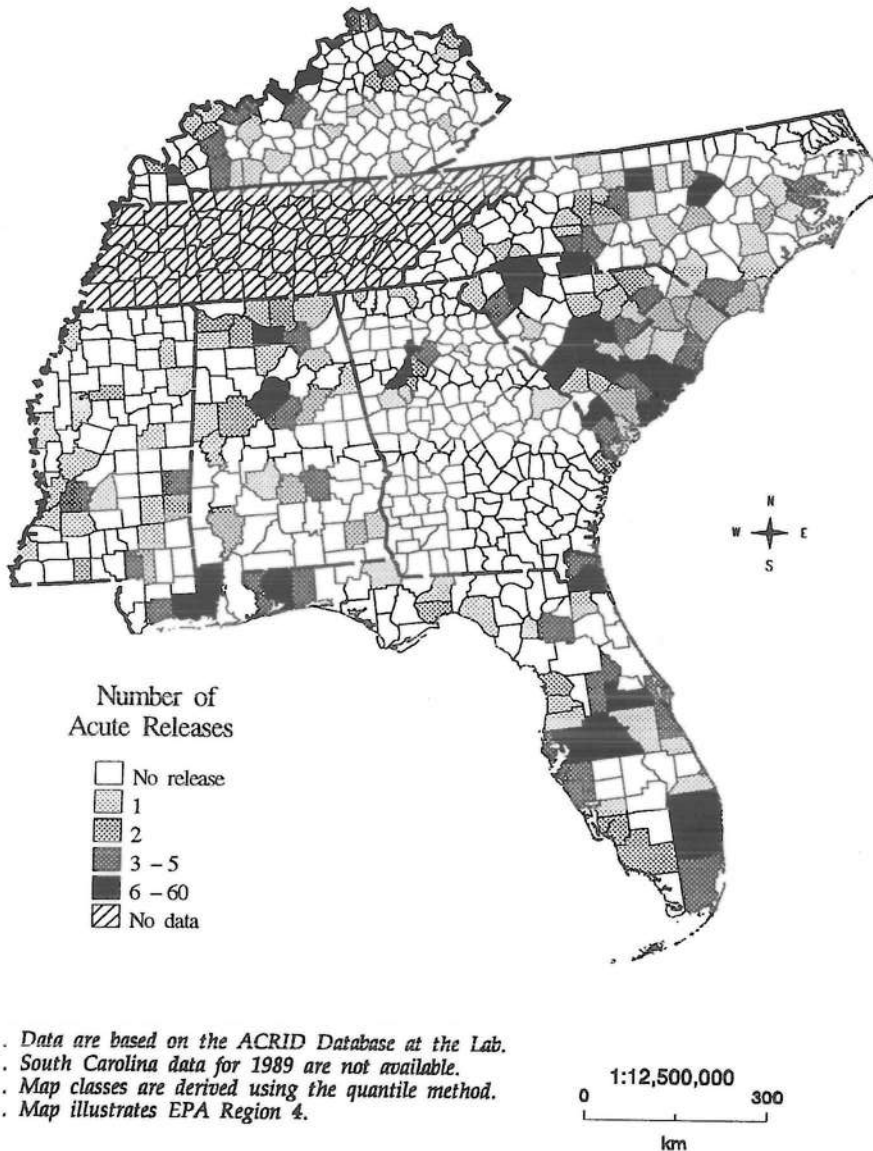 N
W E
S
Number of
Acute Releases
No release
1
2
3 – 5
6 – 60
No data
. Data are based on the ACRID Database at the Lab.
. South Carolina data for 1989 are not available.
. Map classes are derived using the quantile method.
. Map illustrates EPA Region 4.
1:12,500,000
0 300
km